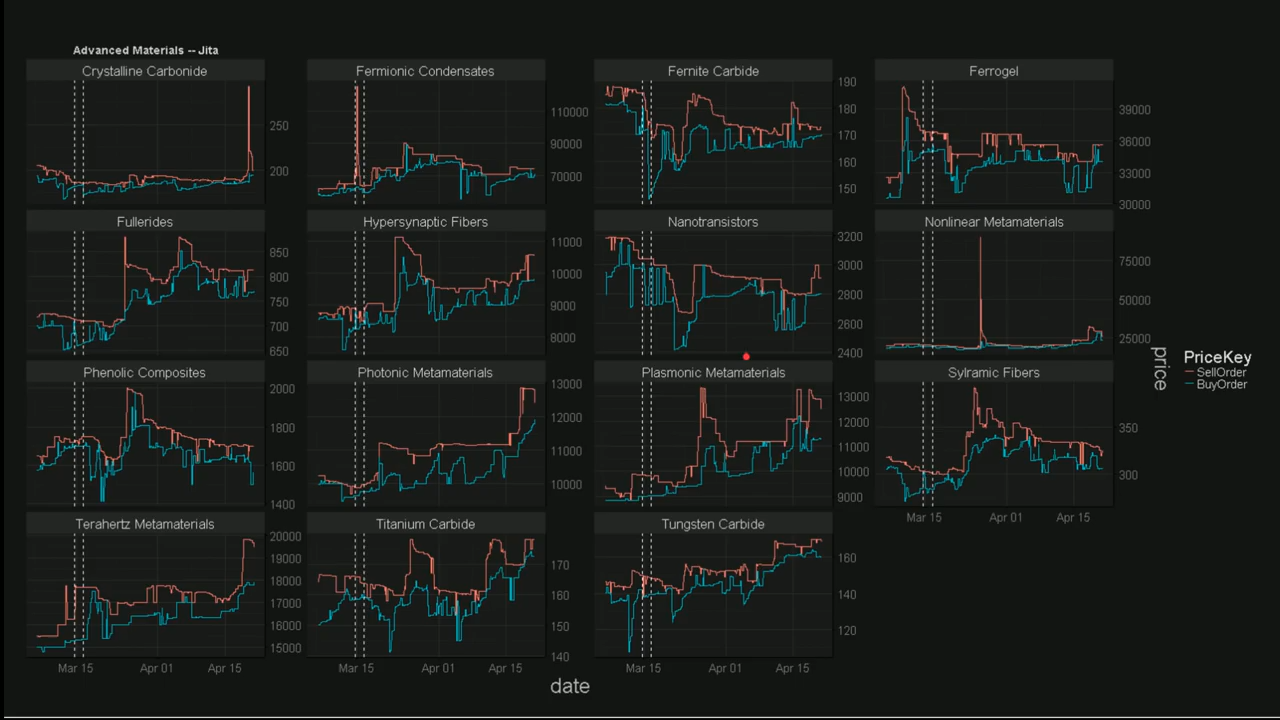 Advanced Materials -- Jita
Crystalline Carbonide
Fermionic Condensates
Fernite Carbide
Ferrogel
250
200
110000
90000
70000
190
180
170
160
150
39000
36000
33000
30000
Fullerides
Hypersynaptic Fibers
Nanotransistors
Nonlinear Metamaterials
850
800
750
700
650
11000
10000
9000
8000
3200
3000
2800
2600
2400
75000
50000
25000
Phenolic Composites
Photonic Metamaterials
Plasmonic Metamaterials
Sylramic Fibers
2000
1800
1600
1400
13000
12000
11000
10000
13000
12000
11000
10000
9000
350
300
Mar 15
Apr 01
Apr 15
Terahertz Metamaterials
Titanium Carbide
Tungsten Carbide
20000
19000
18000
17000
16000
15000
170
160
150
140
160
140
120
Mar 15
Apr 01
Apr 15
Mar 15
Apr 01
Apr 15
Mar 15
Apr 01
Apr 15
date
price
PriceKey
SellOrder
BuyOrder